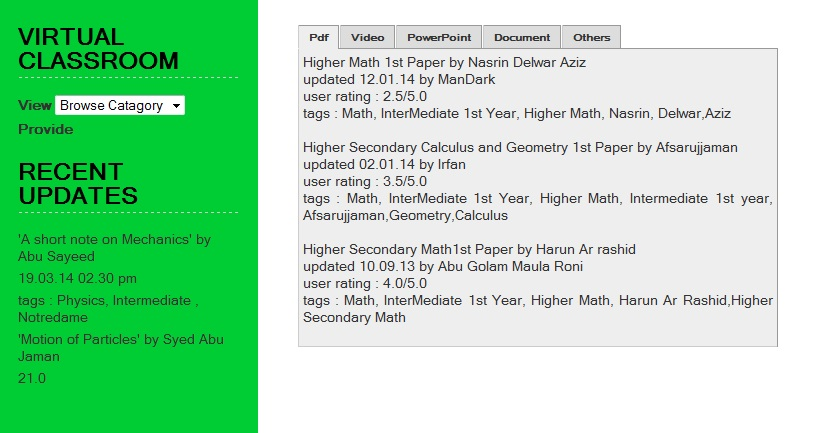 VIRTUAL
CLASSROOM
View Browse Catagory
Provide
RECENT
UPDATES
'A short note on Mechanics' by
Abu Sayeed
19.03.14 02.30 pm
tags : Physics, Intermediate ,
Notredame
'Motion of Particles' by Syed Abu
Jaman
21.0
Pdf Video PowerPoint Document Others
Higher Math 1st Paper by Nasrin Delwar Aziz
updated 12.01.14 by ManDark
user rating : 2.5/5.0
tags : Math, InterMediate 1st Year, Higher Math, Nasrin, Delwar,Aziz
Higher Secondary Calculus and Geometry 1st Paper by Afsarujjaman
updated 02.01.14 by Irfan
user rating : 3.5/5.0
tags : Math, InterMediate 1st Year, Higher Math, Intermediate 1st year,
Afsarujjaman,Geometry,Calculus
Higher Secondary Math1st Paper by Harun Ar rashid
updated 10.09.13 by Abu Golam Maula Roni
user rating : 4.0/5.0
tags : Math, InterMediate 1st Year, Higher Math, Harun Ar Rashid,Higher
Secondary Math